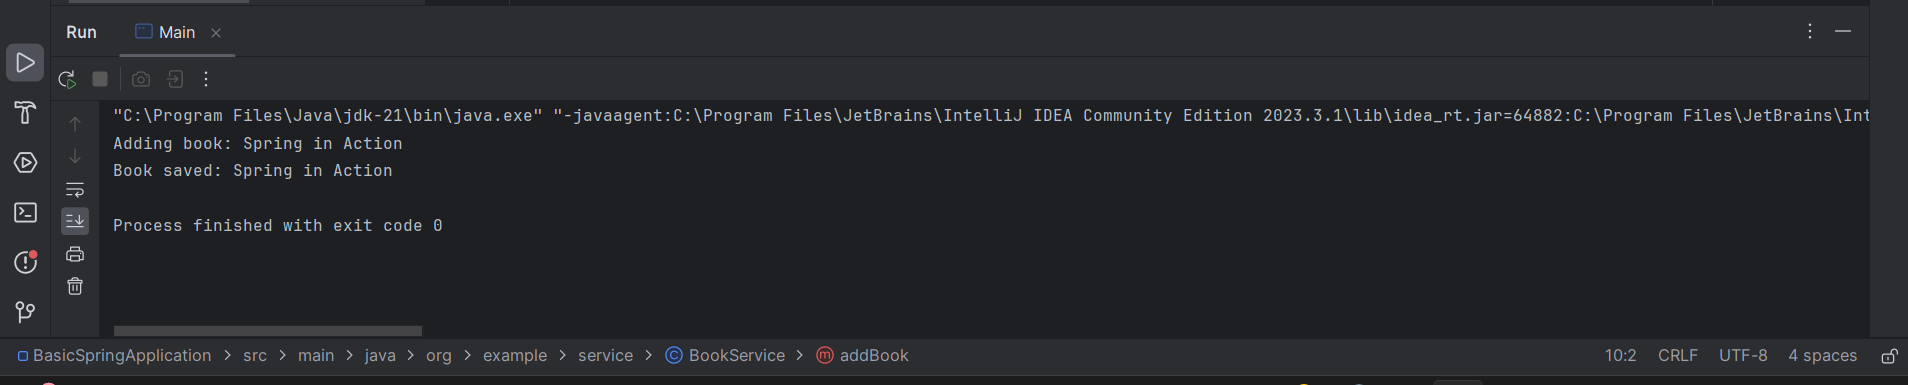 Run Main
"C:\Program Files\Java\jdk-21\bin\java.exe" "-javaagent:C:\Program Files\JetBrains\IntelliJ IDEA Community Edition 2023.3.1\lib\idea_rt.jar=64882:C:\Program Files\JetBrains\Int
Adding book: Spring in Action
Book saved: Spring in Action
Process finished with exit code 0
BasicSpringApplication > src > main > java > org > example > service > BookService > addBook 10:2 CRLF UTF-8 4 spaces